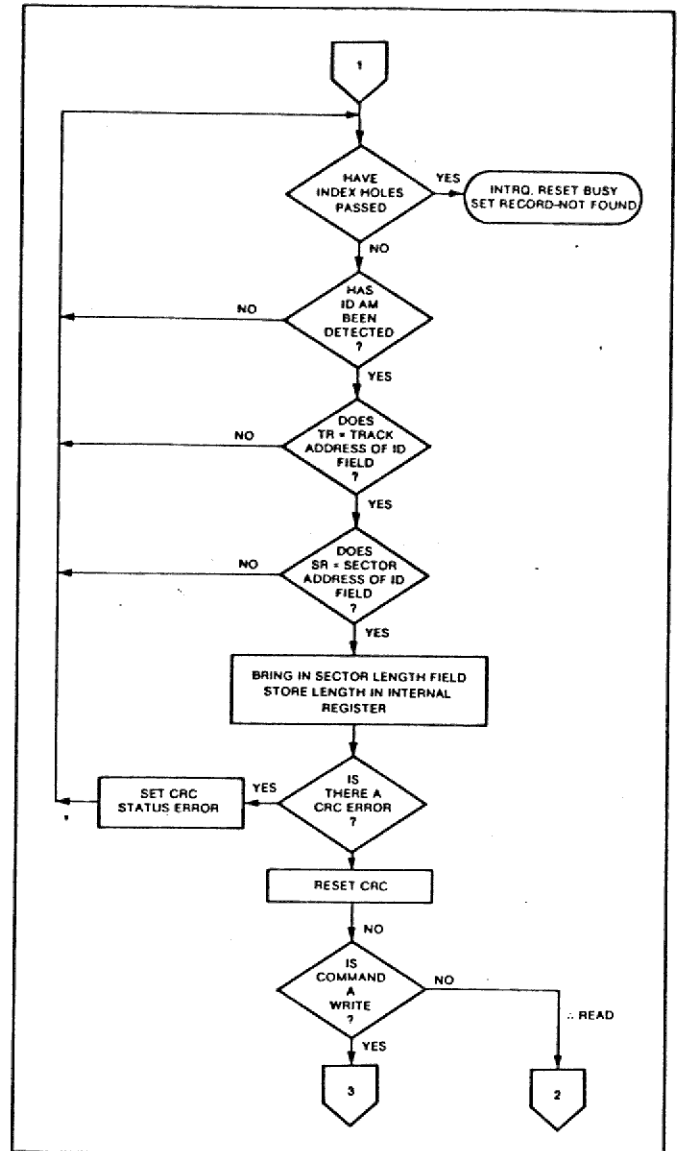 1
HAVE
INDEX HOLES
PASSED
YES
INTRQ. RESET BUSY
SET RECORD-NOT FOUND
NO
HAS
ID AM
BEEN
DETECTED
?
NO
YES
DOES
TR = TRACK
ADDRESS OF ID
FIELD
?
NO
YES
DOES
SR = SECTOR
ADDRESS OF ID
FIELD
?
NO
YES
BRING IN SECTOR LENGTH FIELD
STORE LENGTH IN INTERNAL
REGISTER
IS
THERE A
CRC ERROR
?
YES
SET CRC
STATUS ERROR
RESET CRC
NO
IS
COMMAND
A
WRITE
?
NO
∴ READ
YES
3
2